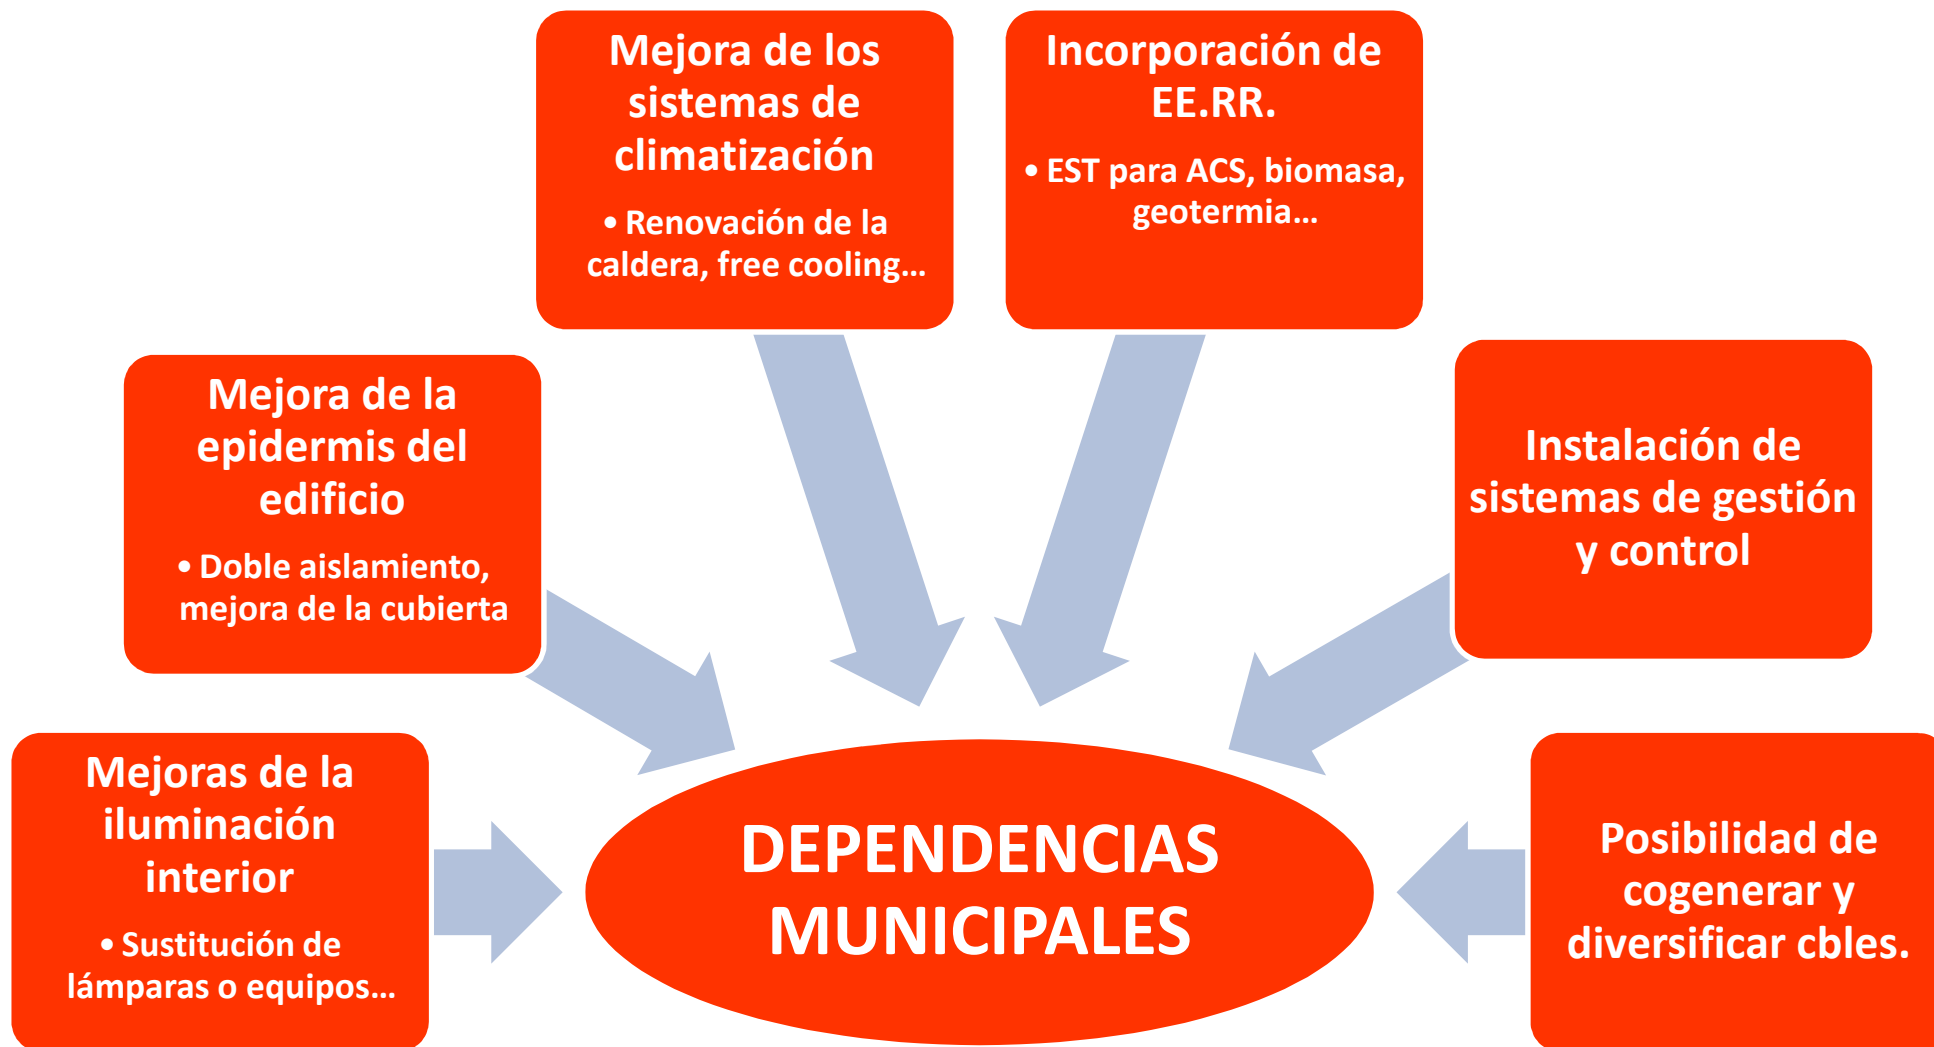 Mejora de los
sistemas de
climatización
• Renovación de la
caldera, free cooling...
Incorporación de
EE.RR.
• EST para ACS, biomasa,
geotermia...
Mejora de la
epidermis del
edificio
• Doble aislamiento,
mejora de la cubierta
Instalación de
sistemas de gestión
y control
Mejoras de la
iluminación
interior
• Sustitución de
lámparas o equipos...
DEPENDENCIAS
MUNICIPALES
Posibilidad de
cogenerar y
diversificar cbles.